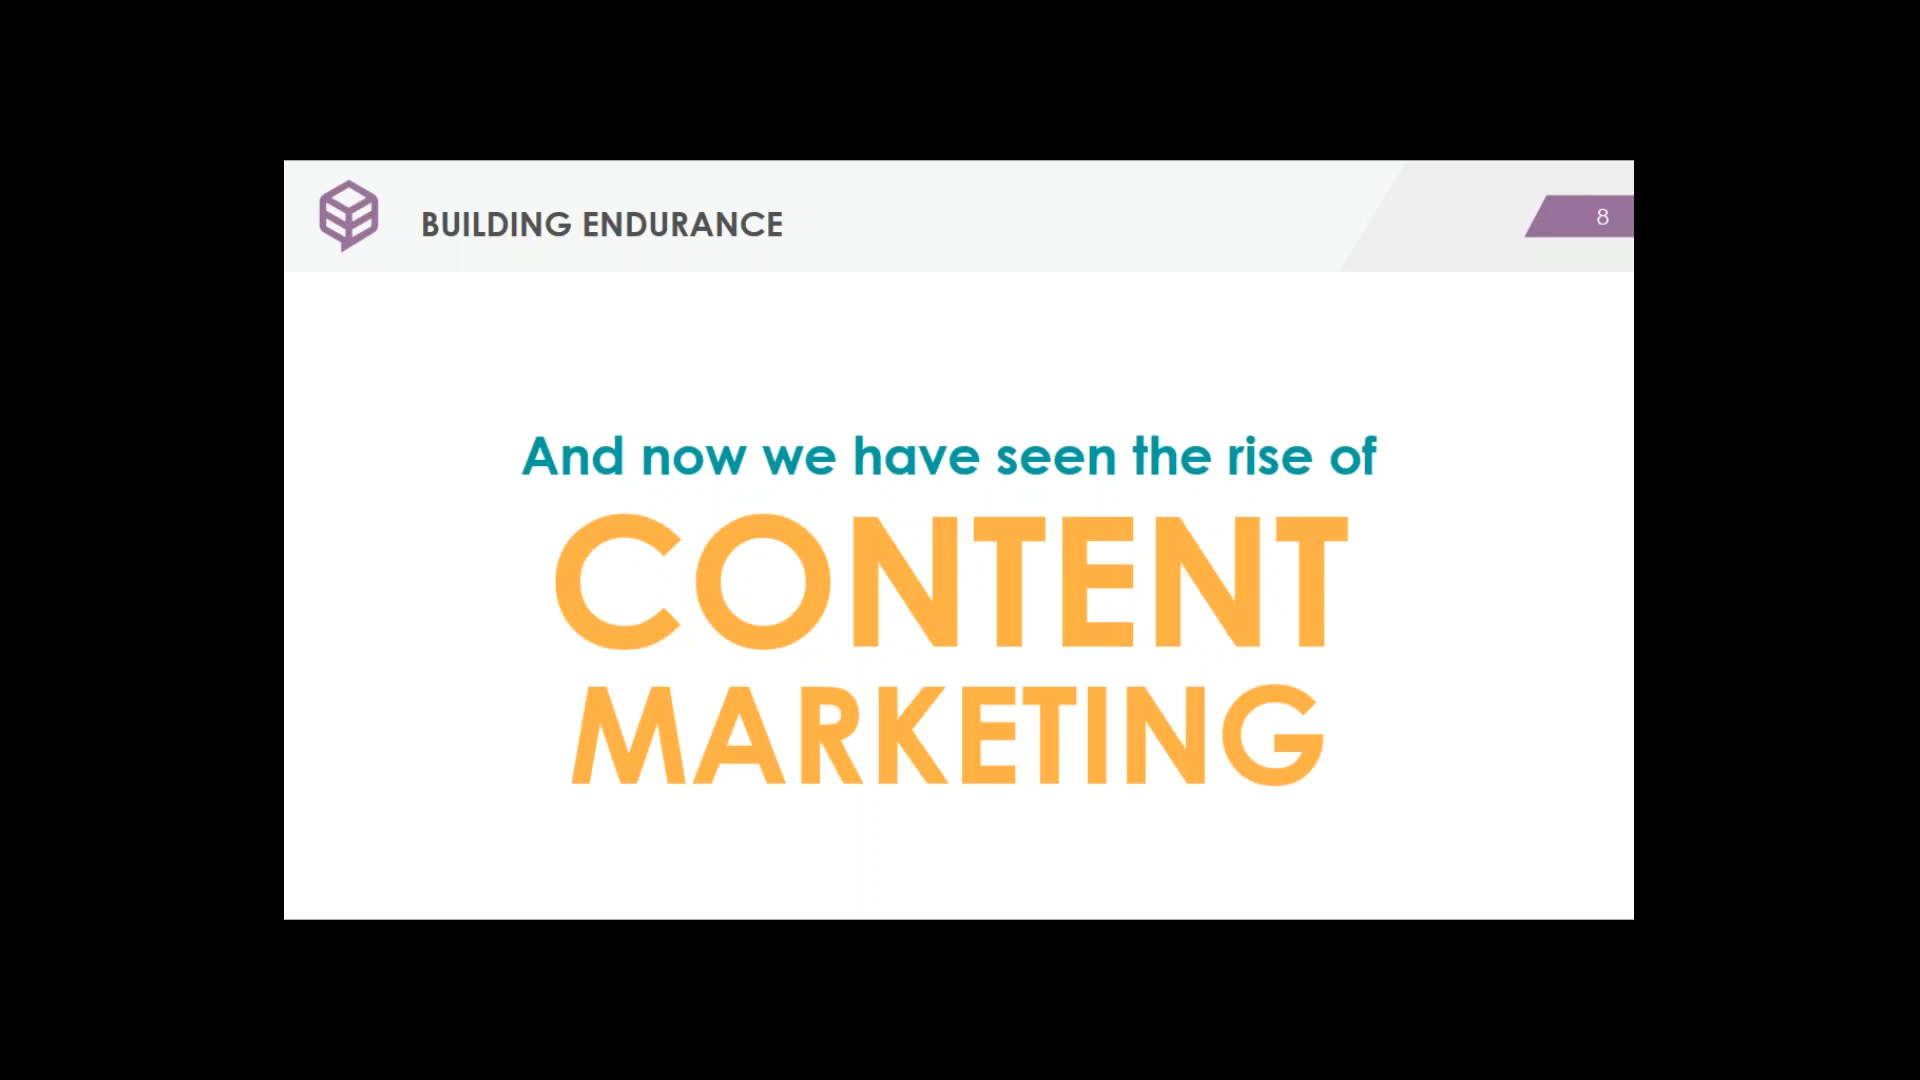 BUILDING ENDURANCE
8
And now we have seen the rise of
CONTENT
MARKETING